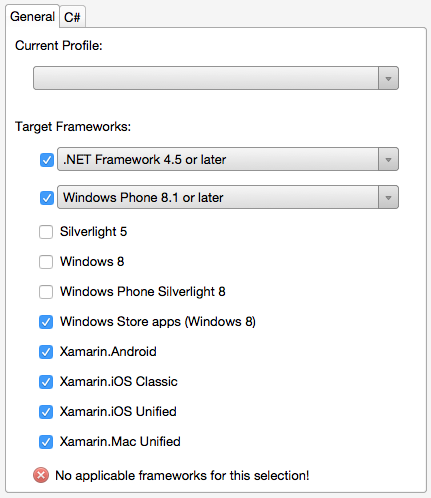 General C#
Current Profile:
Target Frameworks:
.NET Framework 4.5 or later
Windows Phone 8.1 or later
Silverlight 5
Windows 8
Windows Phone Silverlight 8
Windows Store apps (Windows 8)
Xamarin.Android
Xamarin.iOS Classic
Xamarin.iOS Unified
Xamarin.Mac Unified
No applicable frameworks for this selection!